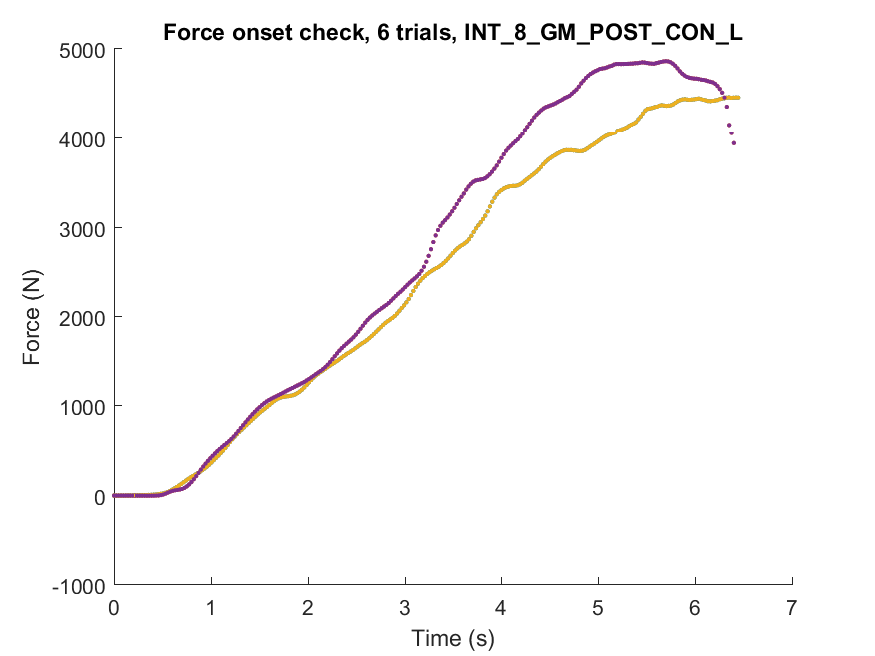 Force onset check, 6 trials, INT_8_GM_POST_CON_L
5000
4000
3000
2000
1000
0
-1000
Force (N)
0 1 2 3 4 5 6 7
Time (s)